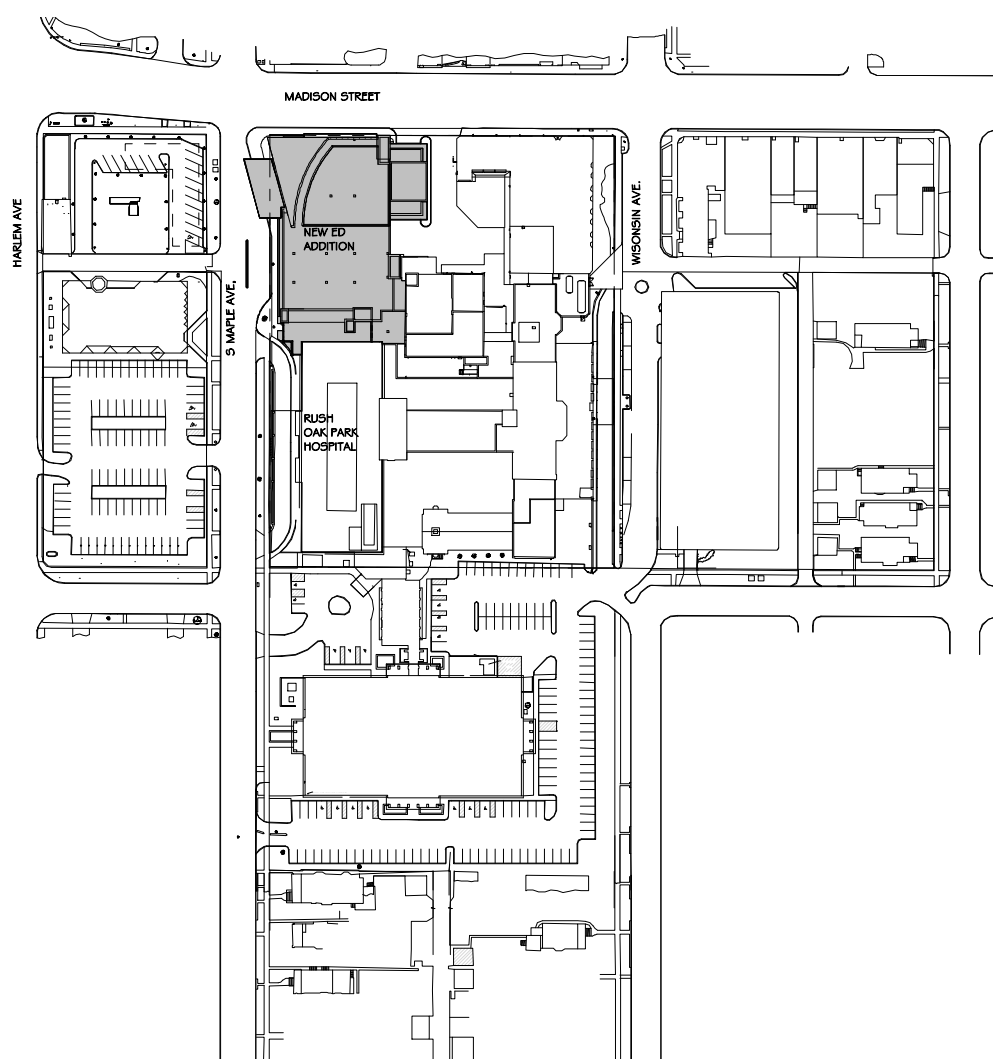 MADISON STREET
HARLEM AVE
WISONSIN AVE.
NEW ED
ADDITION
S MAPLE AVE,
RUSH
OAK PARK
HOSPITAL